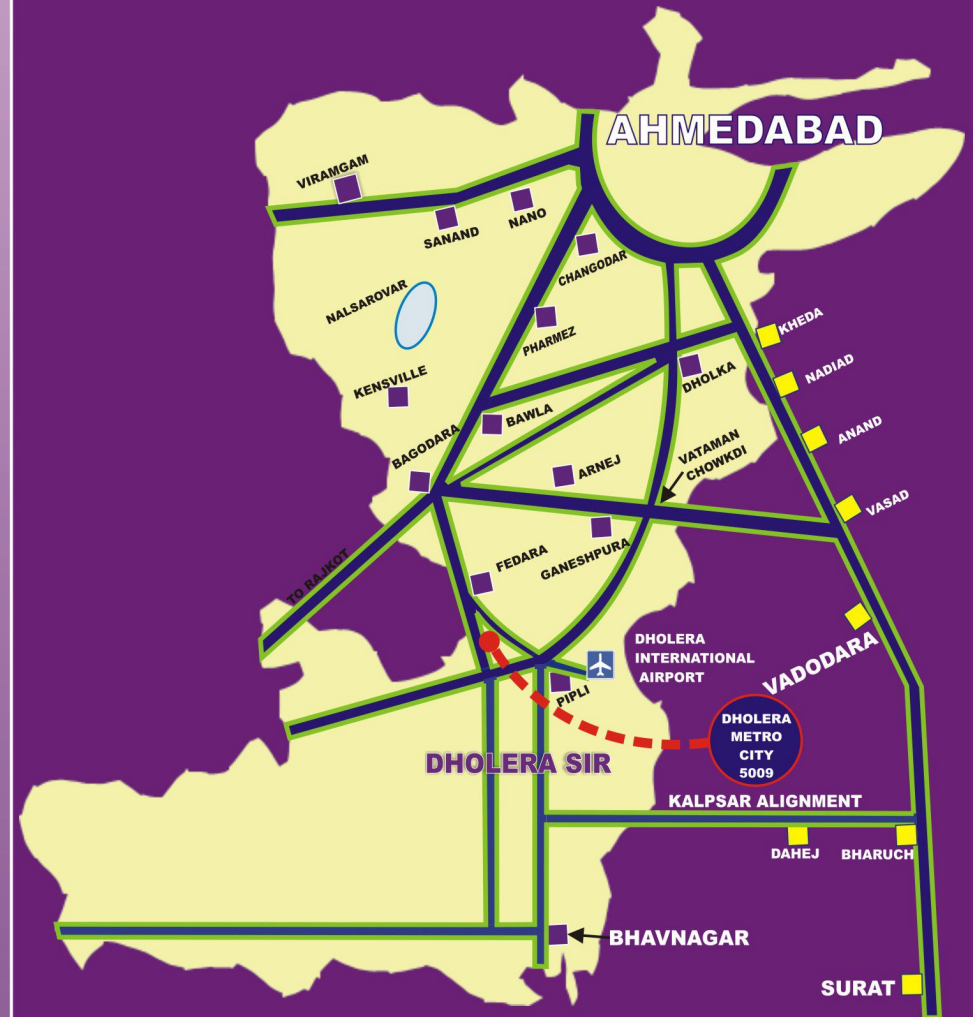 AHMEDABAD
VIRAMGAM
SANAND
NANO
CHANGODAR
NALSAROVAR
PHARMEZ
KHEDA
NADIAD
DHOLKA
KENSVILLE
BAWLA
ANAND
BAGODARA
ARNEJ
VATAMAN
CHOWKDI
VASAD
FEDARA
GANESHPURA
TO RAJKOT
DHOLERA
INTERNATIONAL
AIRPORT
VADODARA
PIPLI
DHOLERA
METRO
CITY
5009
DHOLERA SIR
KALPSAR ALIGNMENT
DAHEJ
BHARUCH
BHAVNAGAR
SURAT